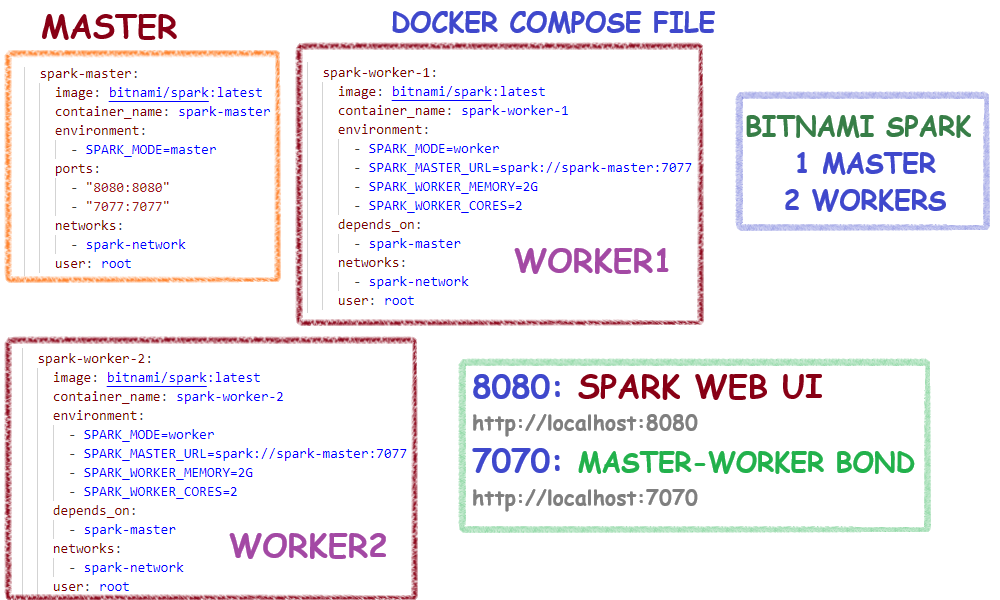 MASTER
DOCKER COMPOSE FILE
spark-master:
image: bitnami/spark:latest
container_name: spark-master
environment:
- SPARK_MODE=master
ports:
- "8080:8080"
- "7077:7077"
networks:
- spark-network
user: root
spark-worker-1:
image: bitnami/spark:latest
container_name: spark-worker-1
environment:
- SPARK_MODE=worker
- SPARK_MASTER_URL=spark://spark-master:7077
- SPARK_WORKER_MEMORY=2G
- SPARK_WORKER_CORES=2
depends_on:
- spark-master
networks:
- spark-network
user: root
WORKER1
BITNAMI SPARK
1 MASTER
2 WORKERS
spark-worker-2:
image: bitnami/spark:latest
container_name: spark-worker-2
environment:
- SPARK_MODE=worker
- SPARK_MASTER_URL=spark://spark-master:7077
- SPARK_WORKER_MEMORY=2G
- SPARK_WORKER_CORES=2
depends_on:
- spark-master
networks:
- spark-network
user: root
WORKER2
8080: SPARK WEB UI
http://localhost:8080
7070: MASTER-WORKER BOND
http://localhost:7070